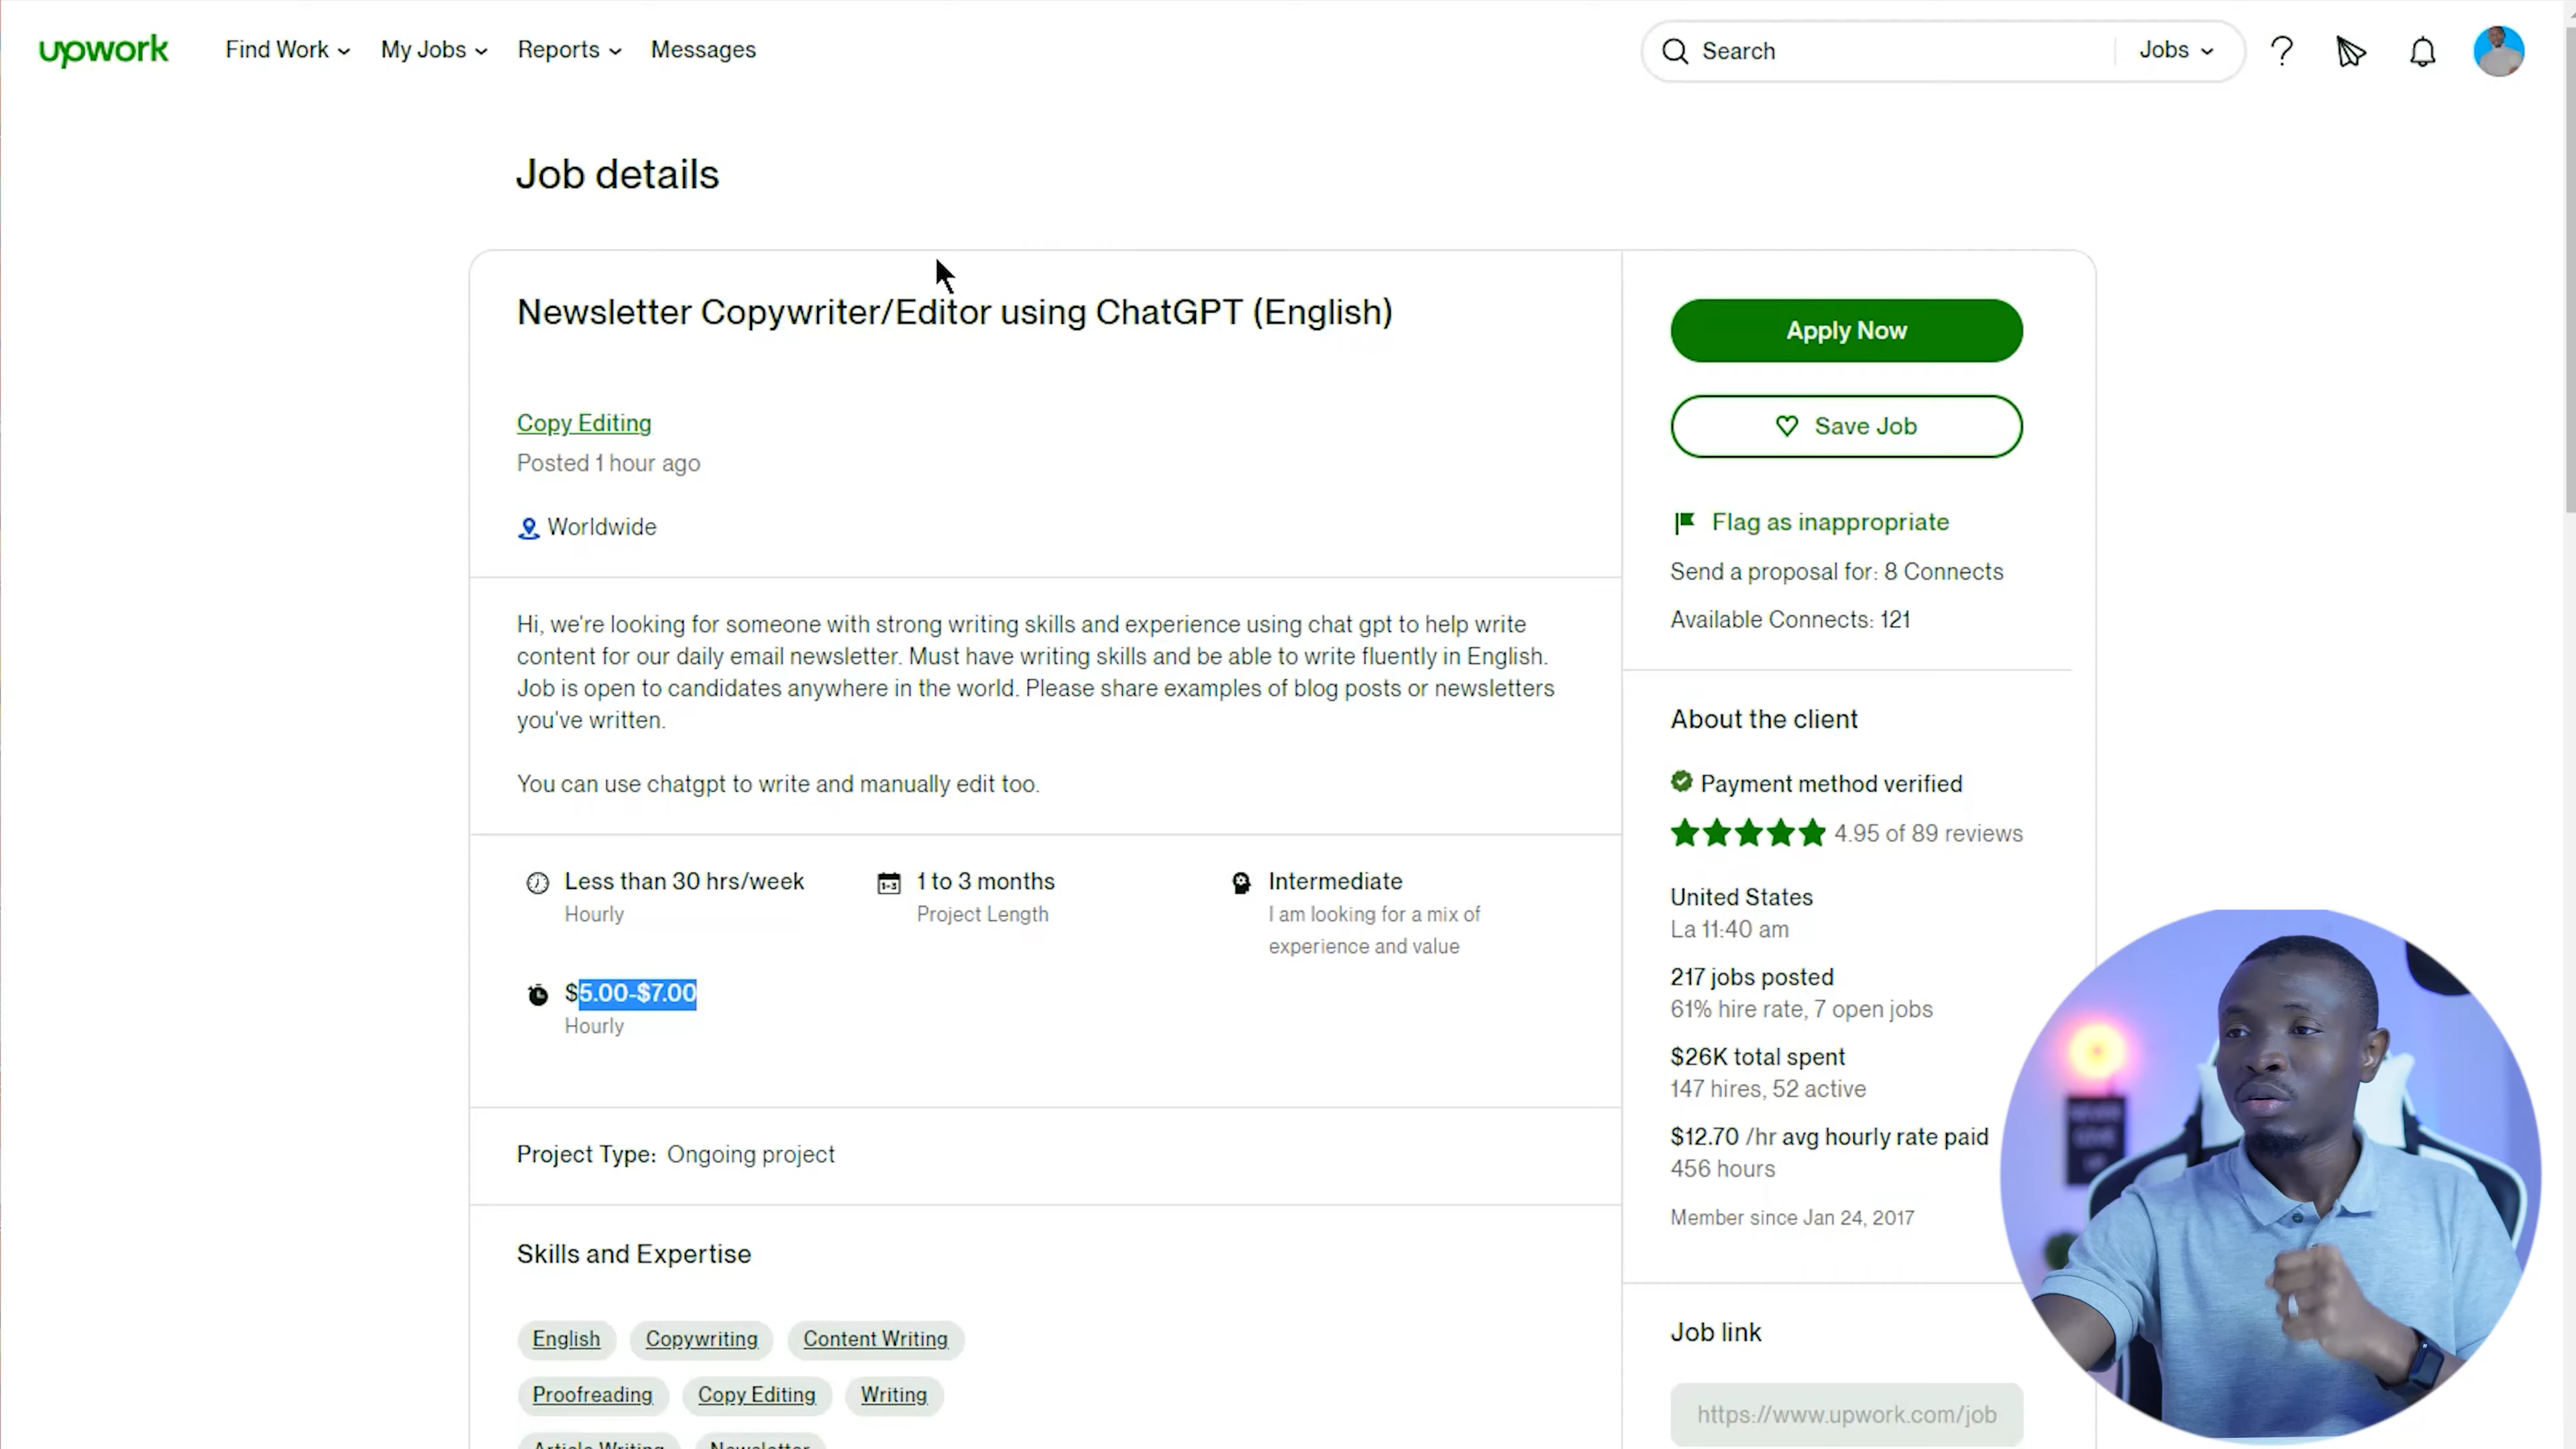 upwork
Find Work
My Jobs
Reports
Messages
Search
Jobs
Job details
Newsletter Copywriter/Editor using ChatGPT (English)
Copy Editing
Posted 1 hour ago
Worldwide
Hi, we're looking for someone with strong writing skills and experience using chat gpt to help write
content for our daily email newsletter. Must have writing skills and be able to write fluently in English.
Job is open to candidates anywhere in the world. Please share examples of blog posts or newsletters
you've written.
You can use chatgpt to write and manually edit too.
Less than 30 hrs/week
Hourly
1 to 3 months
Project Length
Intermediate
I am looking for a mix of
experience and value
$5.00-$7.00
Hourly
Project Type: Ongoing project
Skills and Expertise
English
Copywriting
Content Writing
Proofreading
Copy Editing
Writing
Article Writing
Newsletter
Apply Now
Save Job
Flag as inappropriate
Send a proposal for: 8 Connects
Available Connects: 121
About the client
Payment method verified
4.95 of 89 reviews
United States
La 11:40 am
217 jobs posted
61% hire rate, 7 open jobs
$26K total spent
147 hires, 52 active
$12.70 /hr avg hourly rate paid
456 hours
Member since Jan 24, 2017
Job link
https://www.upwork.com/job